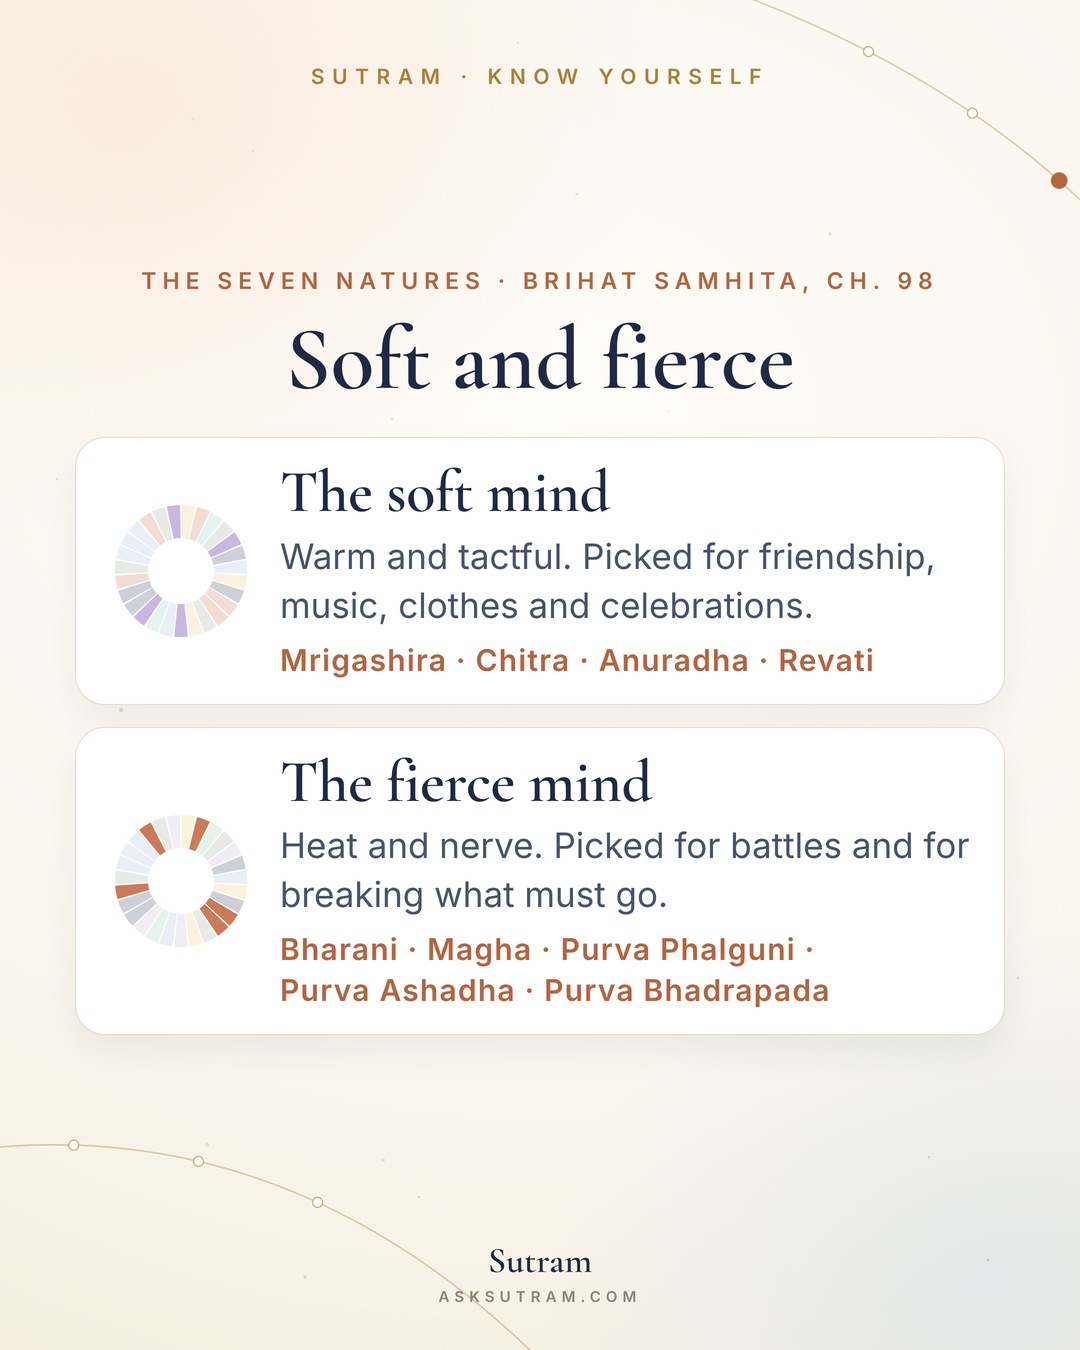 SUTRAM · KNOW YOURSELF
THE SEVEN NATURES · BRIHAT SAMHITA, CH. 98
Soft and fierce
The soft mind
Warm and tactful. Picked for friendship,
music, clothes and celebrations.
Mrigashira · Chitra · Anuradha · Revati
The fierce mind
Heat and nerve. Picked for battles and for
breaking what must go.
Bharani · Magha · Purva Phalguni ·
Purva Ashadha · Purva Bhadrapada
Sutram
ASKSUTRAM.COM